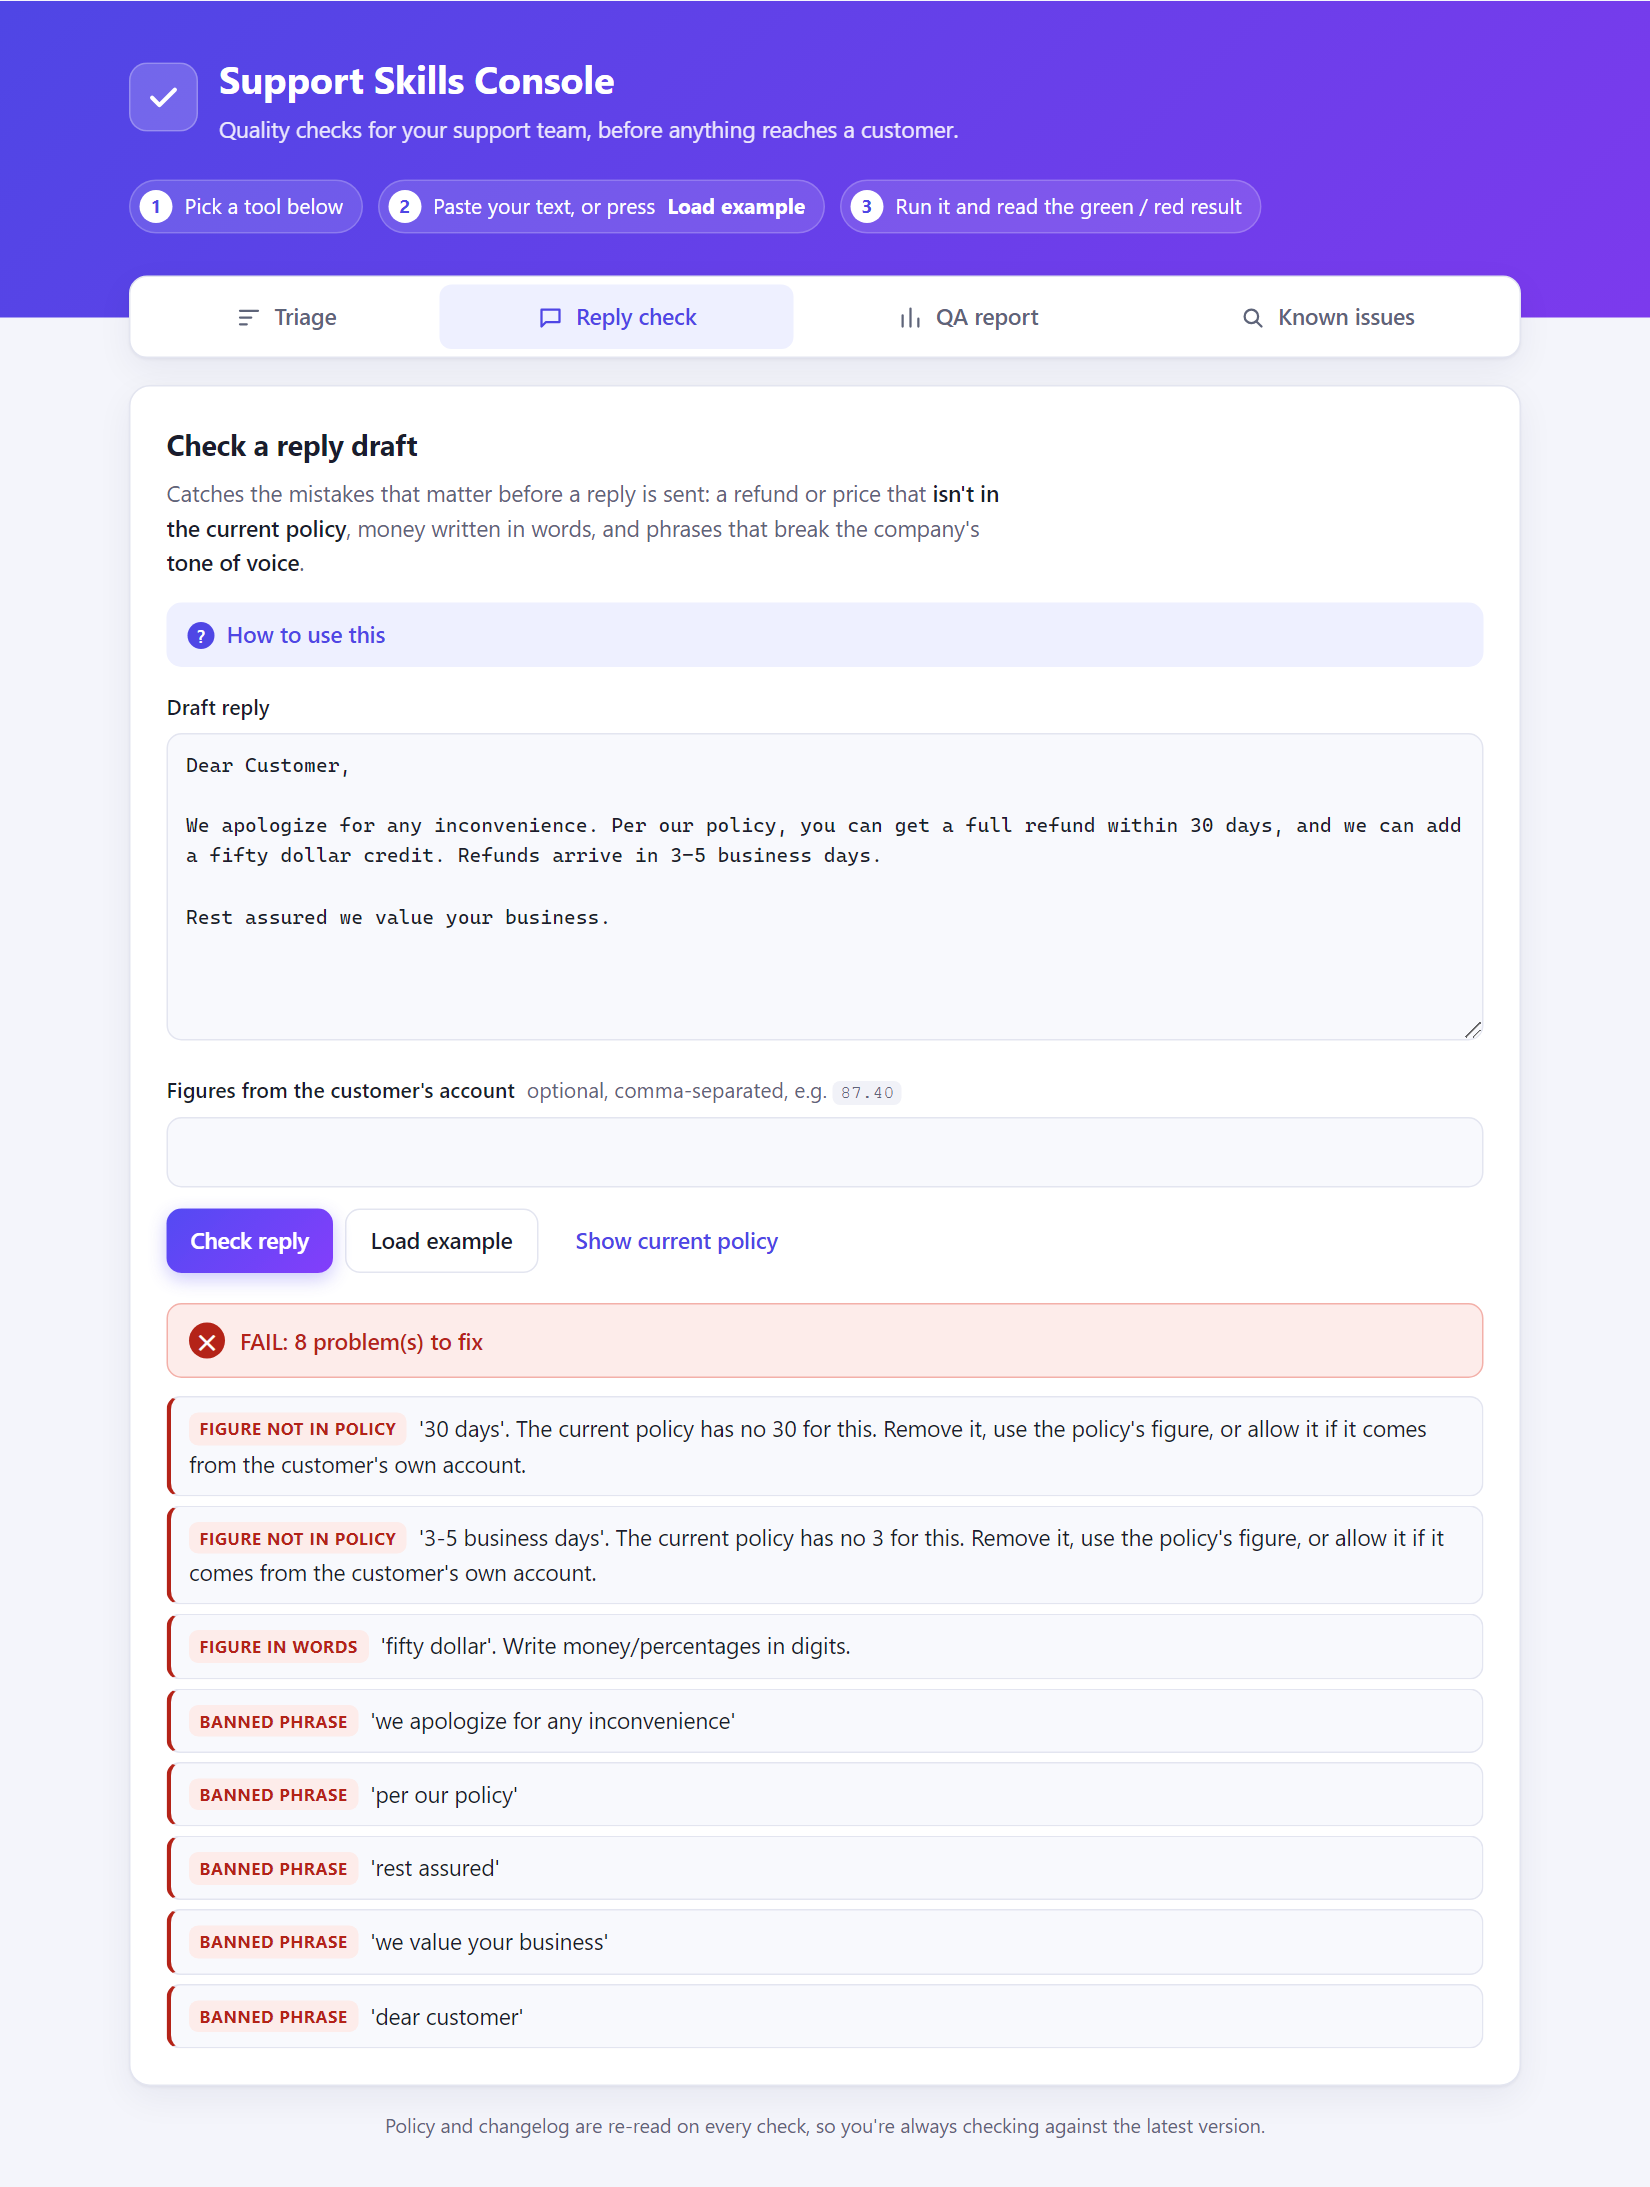 Support Skills Console
Quality checks for your support team, before anything reaches a customer.
1 Pick a tool below
2 Paste your text, or press Load example
3 Run it and read the green / red result
Triage
Reply check
QA report
Known issues
Check a reply draft
Catches the mistakes that matter before a reply is sent: a refund or price that isn't in
the current policy, money written in words, and phrases that break the company's
tone of voice.
? How to use this
Draft reply
Dear Customer,
We apologize for any inconvenience. Per our policy, you can get a full refund within 30 days, and we can add
a fifty dollar credit. Refunds arrive in 3–5 business days.
Rest assured we value your business.
Figures from the customer's account optional, comma-separated, e.g. 87.40
Check reply
Load example
Show current policy
FAIL: 8 problem(s) to fix
FIGURE NOT IN POLICY '30 days'. The current policy has no 30 for this. Remove it, use the policy's figure, or allow it if it comes
from the customer's own account.
FIGURE NOT IN POLICY '3-5 business days'. The current policy has no 3 for this. Remove it, use the policy's figure, or allow it if it
comes from the customer's own account.
FIGURE IN WORDS 'fifty dollar'. Write money/percentages in digits.
BANNED PHRASE 'we apologize for any inconvenience'
BANNED PHRASE 'per our policy'
BANNED PHRASE 'rest assured'
BANNED PHRASE 'we value your business'
BANNED PHRASE 'dear customer'
Policy and changelog are re-read on every check, so you're always checking against the latest version.